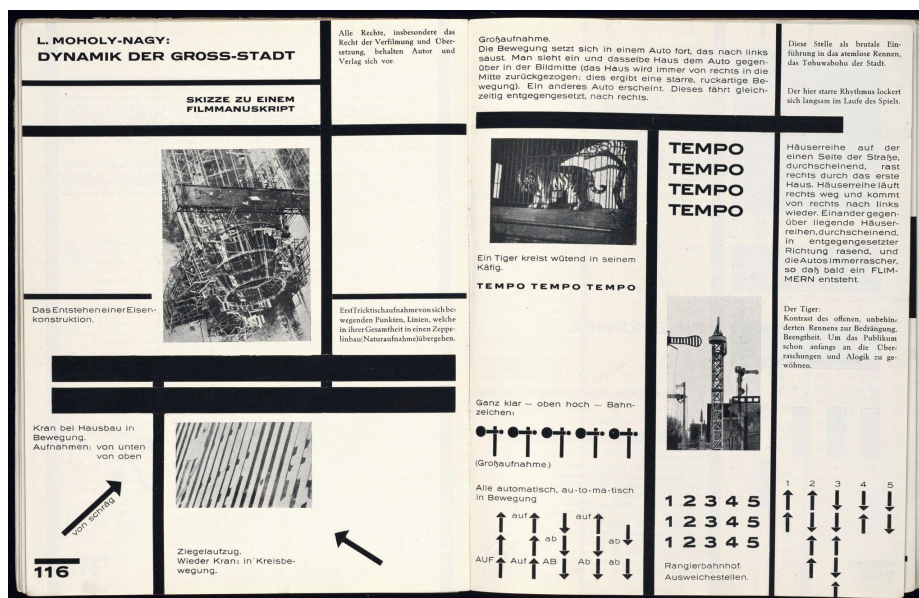 L. MOHOLY-NAGY:
DYNAMIK DER GROSS-STADT
SKIZZE ZU EINEM
FILMMANUSKRIPT
Alle Rechte, insbesondere das
Recht der Verfilmung und Über-
setzung, behalten Autor und
Verlag sich vor.
Das Entstehen einer Eisen-
konstruktion.
Erst Tricktischaufnahme von sich be-
wegenden Punkten, Linien, welche
in ihrer Gesamtheit in einen Zeppe-
linbau (Naturaufnahme) übergehen.
Kran bei Hausbau in
Bewegung.
Aufnahmen: von unten
von oben
von schräg
Ziegelaufzug.
Wieder Kran: in Kreisbe-
wegung.
116
Großaufnahme.
Die Bewegung setzt sich in einem Auto fort, das nach links
saust. Man sieht ein und dasselbe Haus dem Auto gegen-
über in der Bildmitte (das Haus wird immer von rechts in die
Mitte zurückgezogen; dies ergibt eine starre, ruckartige Be-
wegung). Ein anderes Auto erscheint. Dieses fährt gleich-
zeitig entgegengesetzt, nach rechts.
Diese Stelle als brutale Ein-
führung in das atemlose Rennen,
das Tohuwabohu der Stadt.
Der hier starre Rhythmus lockert
sich langsam im Laufe des Spiels.
Ein Tiger kreist wütend in seinem
Käfig.
TEMPO TEMPO TEMPO
TEMPO
TEMPO
TEMPO
TEMPO
Häuserreihe auf der
einen Seite der Straße,
durchscheinend, rast
rechts durch das erste
Haus. Häuserreihe läuft
rechts weg und kommt
von rechts nach links
wieder. Einander gegen-
über liegende Häuser-
reihen, durchscheinend,
in entgegengesetzter
Richtung rasend, und
die Autos immer rascher,
so daß bald ein FLIM-
MERN entsteht.
Der Tiger:
Kontrast des offenen, unbehin-
derten Rennens zur Bedrängung,
Beengtheit. Um das Publikum
schon anfangs an die Über-
raschungen und Alogik zu ge-
wöhnen.
Ganz klar — oben hoch — Bahn-
zeichen:
(Großaufnahme.)
Alle automatisch, au-to-ma-tisch
in Bewegung
auf auf
ab ab
AUF Auf AB Ab ab
1 2 3 4 5
1 2 3 4 5
1 2 3 4 5
Rangierbahnhof.
Ausweichestellen.
1 2 3 4 5